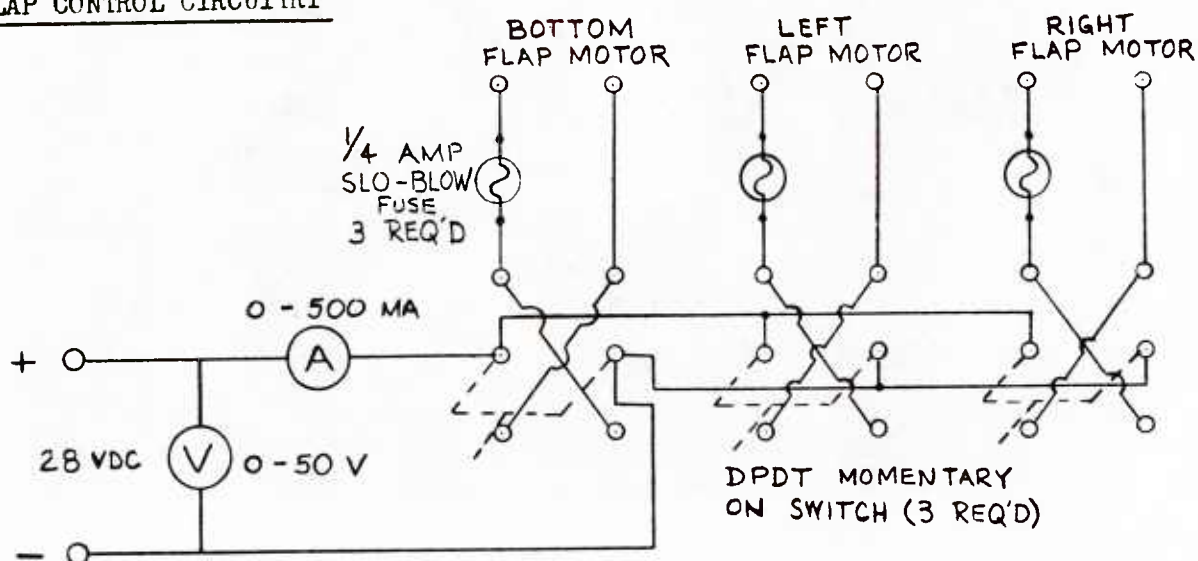 BOTTOM
FLAP MOTOR
LEFT
FLAP MOTOR
RIGHT
FLAP MOTOR
1/4 AMP
SLO-BLOW
FUSE
3 REQ'D
0 - 500 MA
+
A
28 VDC
V
0 - 50 V
DPDT MOMENTARY
ON SWITCH (3 REQ'D)
-